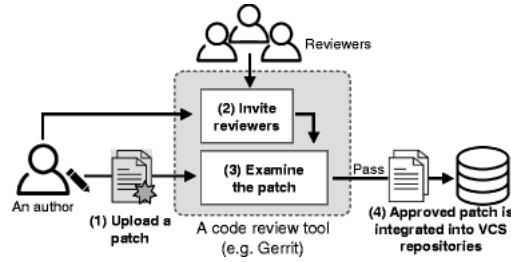 Reviewers
(2) Invite
reviewers
(3) Examine
the patch
Pass
An author
(1) Upload a
patch
A code review tool
(e.g. Gerrit)
(4) Approved patch is
integrated into VCS
repositories